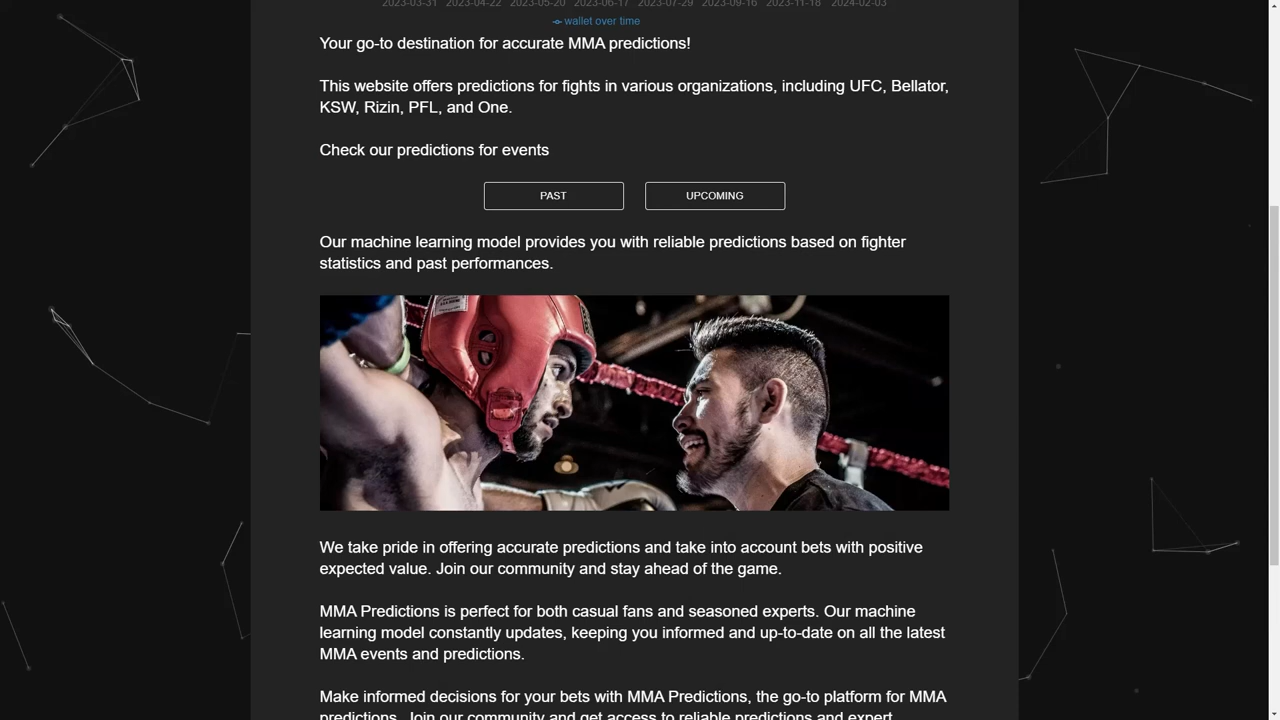 2023-03-31 2023-04-22 2023-05-20 2023-06-17 2023-07-29 2023-09-16 2023-11-18 2024-02-03
wallet over time
Your go-to destination for accurate MMA predictions!
This website offers predictions for fights in various organizations, including UFC, Bellator,
KSW, Rizin, PFL, and One.
Check our predictions for events
PAST UPCOMING
Our machine learning model provides you with reliable predictions based on fighter
statistics and past performances.
We take pride in offering accurate predictions and take into account bets with positive
expected value. Join our community and stay ahead of the game.
MMA Predictions is perfect for both casual fans and seasoned experts. Our machine
learning model constantly updates, keeping you informed and up-to-date on all the latest
MMA events and predictions.
Make informed decisions for your bets with MMA Predictions, the go-to platform for MMA
predictions. Join our community and get access to reliable predictions and expert